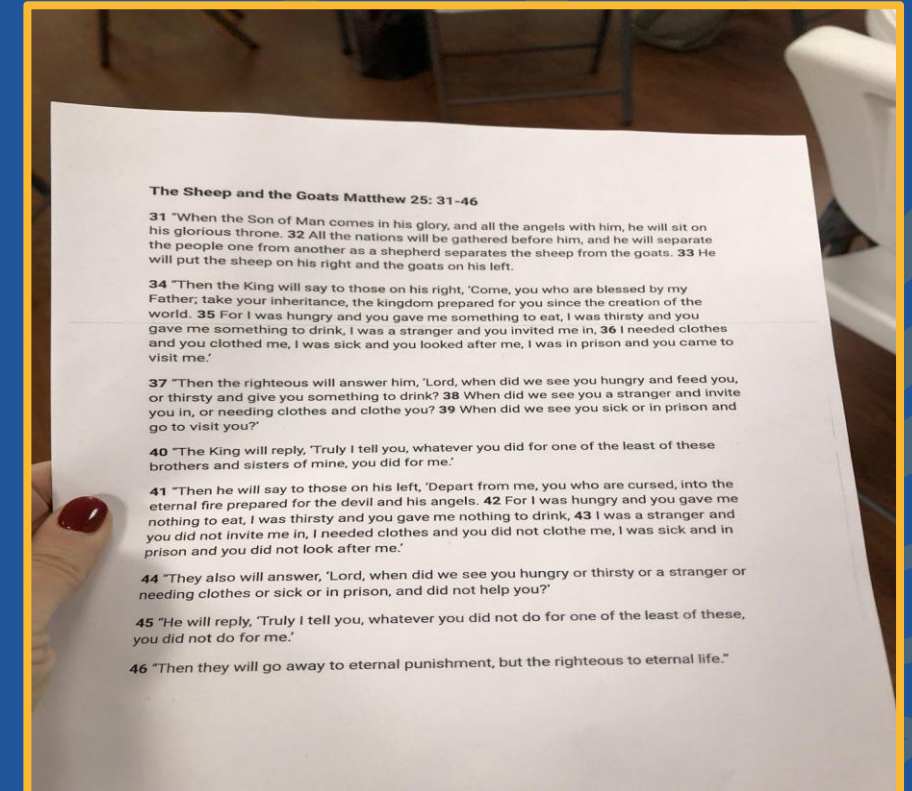 The Sheep and the Goats Matthew 25: 31-46
31 "When the Son of Man comes in his glory, and all the angels with him, he will sit on
his glorious throne. 32 All the nations will be gathered before him, and he will separate
the people one from another as a shepherd separates the sheep from the goats. 33 He
will put the sheep on his right and the goats on his left.
34 "Then the King will say to those on his right, 'Come, you who are blessed by my
Father; take your inheritance, the kingdom prepared for you since the creation of the
world. 35 For I was hungry and you gave me something to eat, I was thirsty and you
gave me something to drink, I was a stranger and you invited me in, 36 I needed clothes
and you clothed me, I was sick and you looked after me, I was in prison and you came to
visit me.'
37 "Then the righteous will answer him, 'Lord, when did we see you hungry and feed you,
or thirsty and give you something to drink? 38 When did we see you a stranger and invite
you in, or needing clothes and clothe you? 39 When did we see you sick or in prison and
go to visit you?'
40 "The King will reply, 'Truly I tell you, whatever you did for one of the least of these
brothers and sisters of mine, you did for me.'
41 "Then he will say to those on his left, 'Depart from me, you who are cursed, into the
eternal fire prepared for the devil and his angels. 42 For I was hungry and you gave me
nothing to eat, I was thirsty and you gave me nothing to drink, 43 I was a stranger and
you did not invite me in, I needed clothes and you did not clothe me, I was sick and in
prison and you did not look after me.'
44 "They also will answer, 'Lord, when did we see you hungry or thirsty or a stranger or
needing clothes or sick or in prison, and did not help you?'
45 "He will reply, 'Truly I tell you, whatever you did not do for one of the least of these,
you did not do for me.'
46 "Then they will go away to eternal punishment, but the righteous to eternal life."